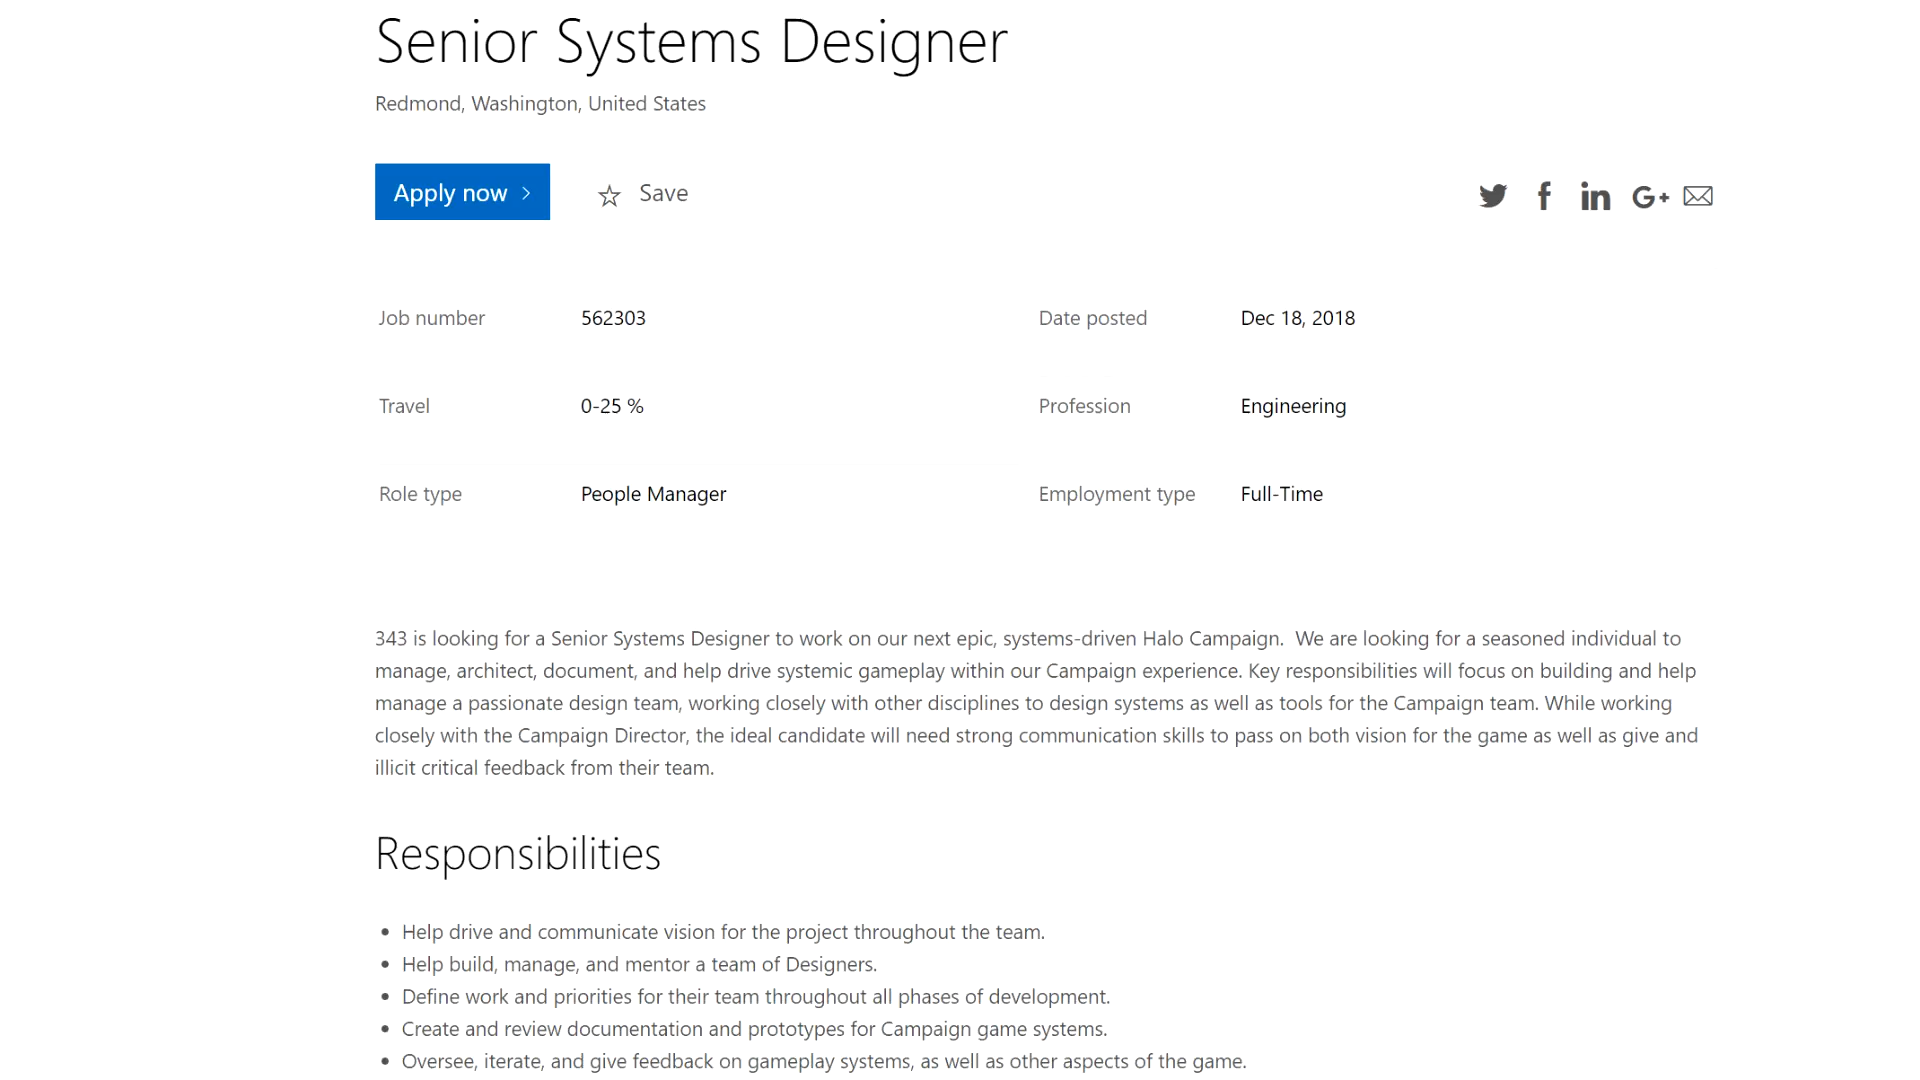 Senior Systems Designer
Redmond, Washington, United States
Apply now
Save
Job number 562303 Date posted Dec 18, 2018
Travel 0-25 % Profession Engineering
Role type People Manager Employment type Full-Time
343 is looking for a Senior Systems Designer to work on our next epic, systems-driven Halo Campaign.  We are looking for a seasoned individual to
manage, architect, document, and help drive systemic gameplay within our Campaign experience. Key responsibilities will focus on building and help
manage a passionate design team, working closely with other disciplines to design systems as well as tools for the Campaign team. While working
closely with the Campaign Director, the ideal candidate will need strong communication skills to pass on both vision for the game as well as give and
illicit critical feedback from their team.
Responsibilities
• Help drive and communicate vision for the project throughout the team.
• Help build, manage, and mentor a team of Designers.
• Define work and priorities for their team throughout all phases of development.
• Create and review documentation and prototypes for Campaign game systems.
• Oversee, iterate, and give feedback on gameplay systems, as well as other aspects of the game.